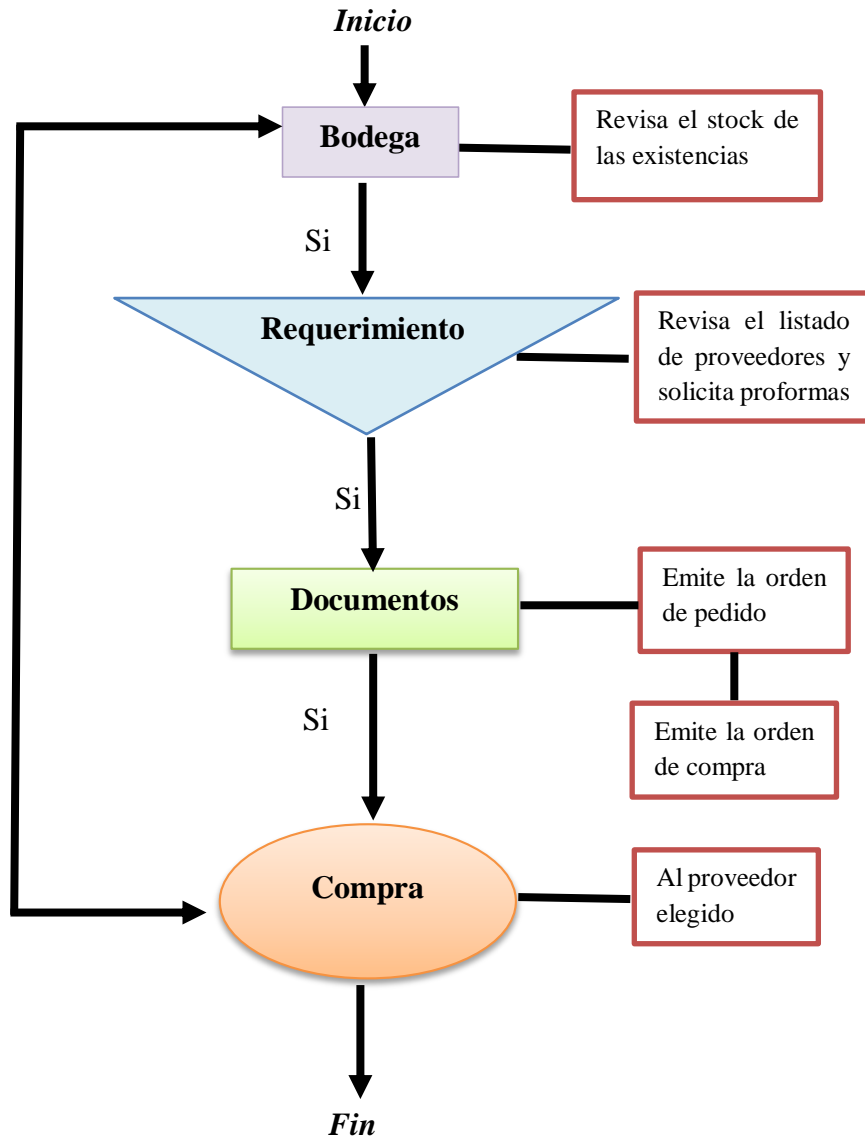 Inicio
Bodega
Revisa el stock de
las existencias
Si
Requerimiento
Revisa el listado
de proveedores y
solicita proformas
Si
Documentos
Emite la orden
de pedido
Si
Emite la orden
de compra
Compra
Al proveedor
elegido
Fin